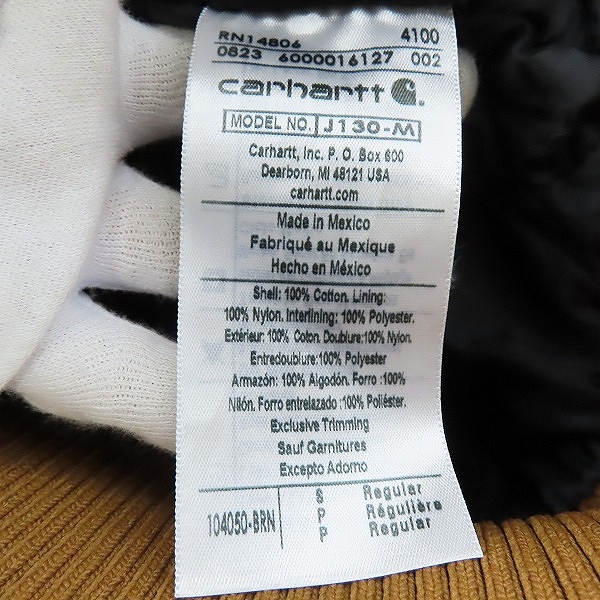 RN14806 4100
0823 6000016127 002
carhartt
MODEL NO. J130-M
Carhartt, Inc. P. O. Box 600
Dearborn, MI 48121 USA
carhartt.com
Made in Mexico
Fabriqué au Mexique
Hecho en México
Shell: 100% Cotton. Lining:
100% Nylon. Interlining: 100% Polyester.
Extérieur: 100% Coton. Doublure:100% Nylon.
Entredoublure:100% Polyester
Armazón: 100% Algodón. Forro :100%
Nilón. Forro entrelazado :100% Poliéster.
Exclusive Trimming
Sauf Garnitures
Excepto Adorno
S Regular
104050-BRN P Régulière
P Regular